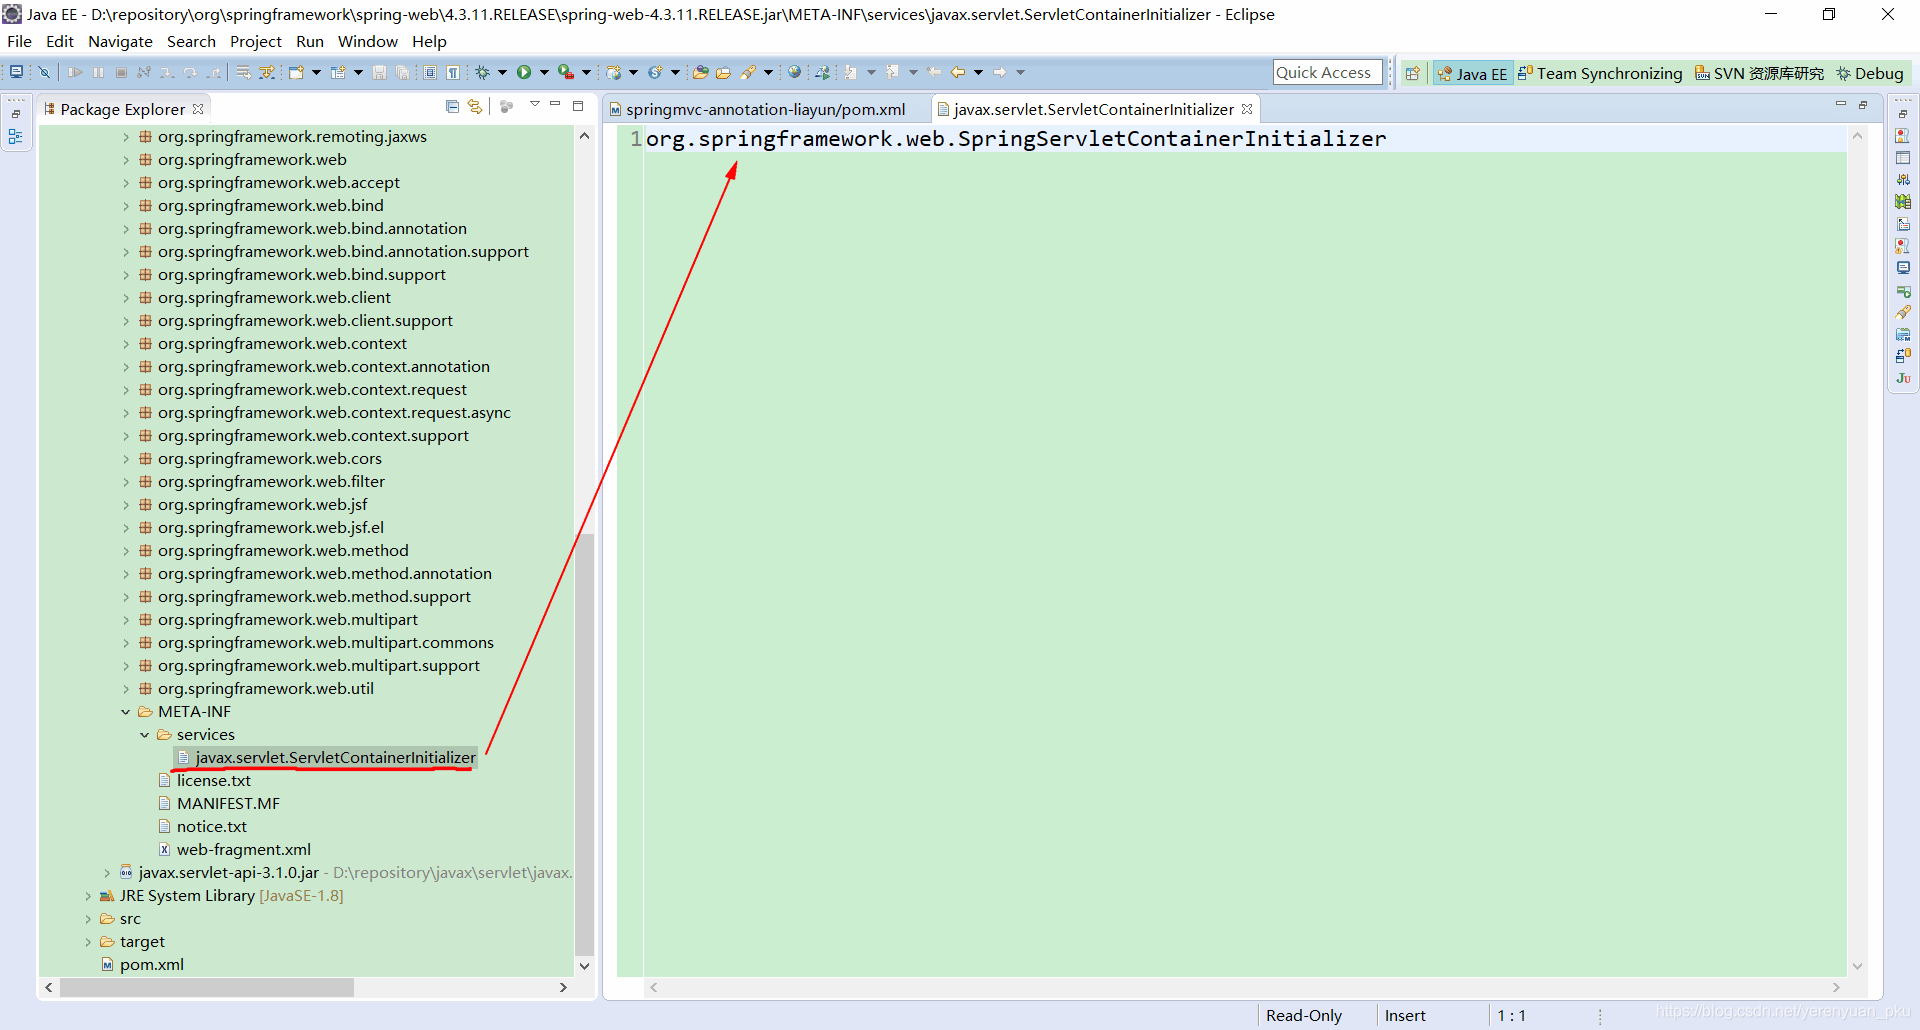 Java EE - D:\repository\org\springframework\spring-web\4.3.11.RELEASE\spring-web-4.3.11.RELEASE.jar\META-INF\services\javax.servlet.ServletContainerInitializer - Eclipse
File Edit Navigate Search Project Run Window Help
Quick Access
Java EE
Team Synchronizing
SVN 资源库研究
Debug
Package Explorer
org.springframework.remoting.jaxws
org.springframework.web
org.springframework.web.accept
org.springframework.web.bind
org.springframework.web.bind.annotation
org.springframework.web.bind.annotation.support
org.springframework.web.bind.support
org.springframework.web.client
org.springframework.web.client.support
org.springframework.web.context
org.springframework.web.context.annotation
org.springframework.web.context.request
org.springframework.web.context.request.async
org.springframework.web.context.support
org.springframework.web.cors
org.springframework.web.filter
org.springframework.web.jsf
org.springframework.web.jsf.el
org.springframework.web.method
org.springframework.web.method.annotation
org.springframework.web.method.support
org.springframework.web.multipart
org.springframework.web.multipart.commons
org.springframework.web.multipart.support
org.springframework.web.util
META-INF
services
javax.servlet.ServletContainerInitializer
license.txt
MANIFEST.MF
notice.txt
web-fragment.xml
javax.servlet-api-3.1.0.jar - D:\repository\javax\servlet\javax.
JRE System Library [JavaSE-1.8]
src
target
pom.xml
springmvc-annotation-liayun/pom.xml
javax.servlet.ServletContainerInitializer
1 org.springframework.web.SpringServletContainerInitializer
Read-Only
Insert
1 : 1
https://blog.csdn.net/yerenyuan_pku